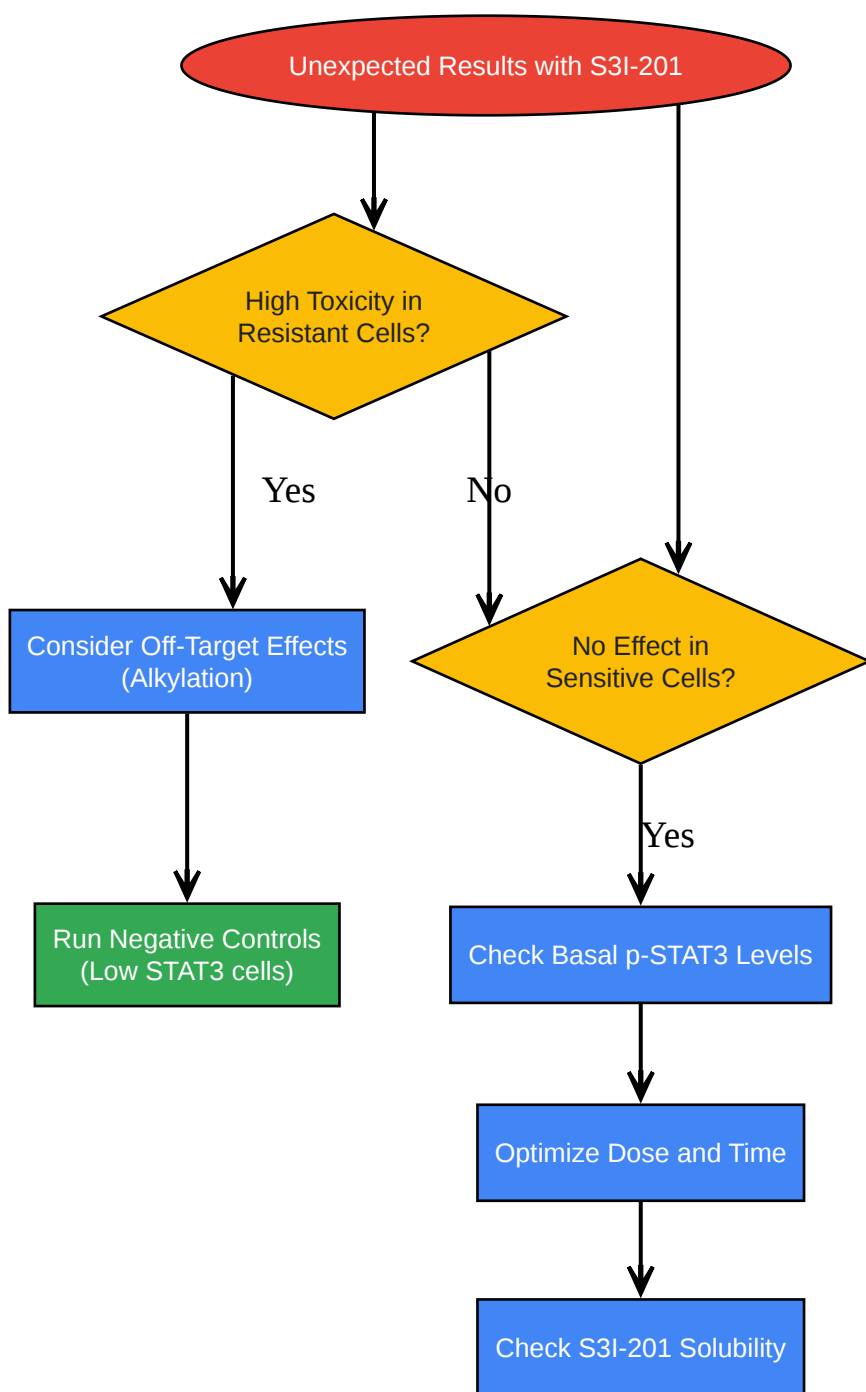 Unexpected Results with S3I-201
High Toxicity in
Resistant Cells?
Yes
No
Consider Off-Target Effects
(Alkylation)
No Effect in
Sensitive Cells?
Yes
Run Negative Controls
(Low STAT3 cells)
Check Basal p-STAT3 Levels
Optimize Dose and Time
Check S3I-201 Solubility